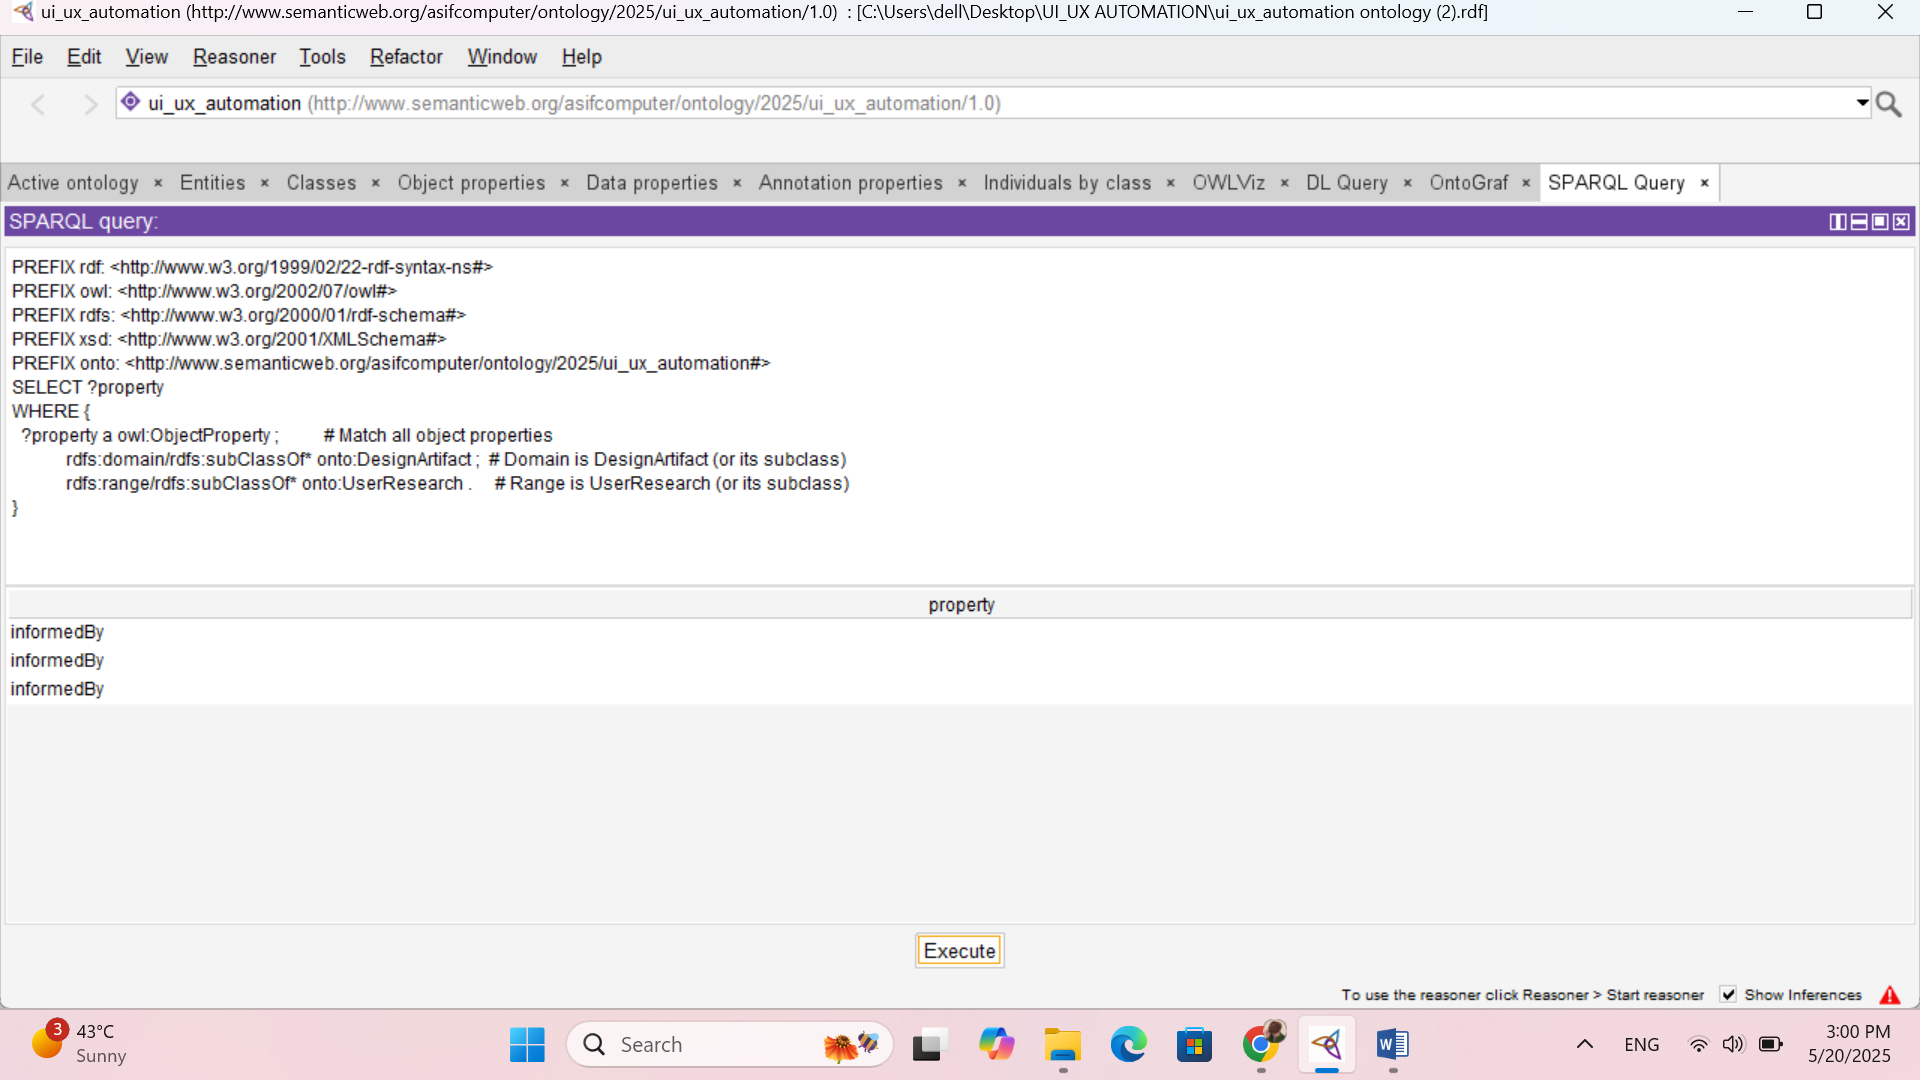 ui_ux_automation (http://www.semanticweb.org/asifcomputer/ontology/2025/ui_ux_automation/1.0) : [C:\Users\dell\Desktop\UI_UX AUTOMATION\ui_ux_automation ontology (2).rdf]
File Edit View Reasoner Tools Refactor Window Help
ui_ux_automation (http://www.semanticweb.org/asifcomputer/ontology/2025/ui_ux_automation/1.0)
Active ontology × Entities × Classes × Object properties × Data properties × Annotation properties × Individuals by class × OWLViz × DL Query × OntoGraf × SPARQL Query ×
SPARQL query:
PREFIX rdf: <http://www.w3.org/1999/02/22-rdf-syntax-ns#>
PREFIX owl: <http://www.w3.org/2002/07/owl#>
PREFIX rdfs: <http://www.w3.org/2000/01/rdf-schema#>
PREFIX xsd: <http://www.w3.org/2001/XMLSchema#>
PREFIX onto: <http://www.semanticweb.org/asifcomputer/ontology/2025/ui_ux_automation#>
SELECT ?property
WHERE {
?property a owl:ObjectProperty ; # Match all object properties
rdfs:domain/rdfs:subClassOf* onto:DesignArtifact ; # Domain is DesignArtifact (or its subclass)
rdfs:range/rdfs:subClassOf* onto:UserResearch . # Range is UserResearch (or its subclass)
}
property
informedBy
informedBy
informedBy
Execute
To use the reasoner click Reasoner > Start reasoner Show Inferences
3 43°C
Sunny
Search
ENG
3:00 PM
5/20/2025